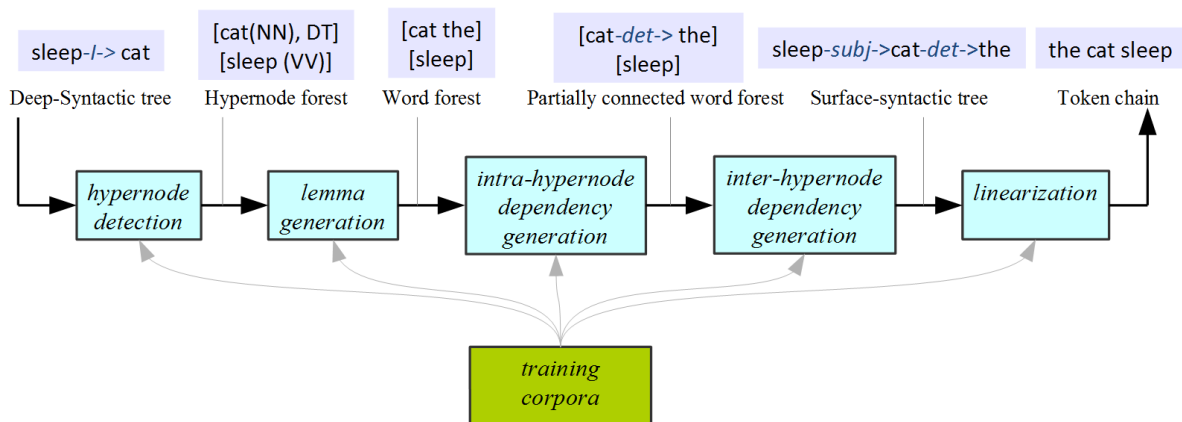 sleep-I-> cat
[cat(NN), DT]
[sleep (VV)]
[cat the]
[sleep]
[cat-det-> the]
[sleep]
sleep-subj->cat-det->the
the cat sleep
Deep-Syntactic tree
Hypernode forest
Word forest
Partially connected word forest
Surface-syntactic tree
Token chain
hypernode
detection
lemma
generation
intra-hypernode
dependency
generation
inter-hypernode
dependency
generation
linearization
training
corpora